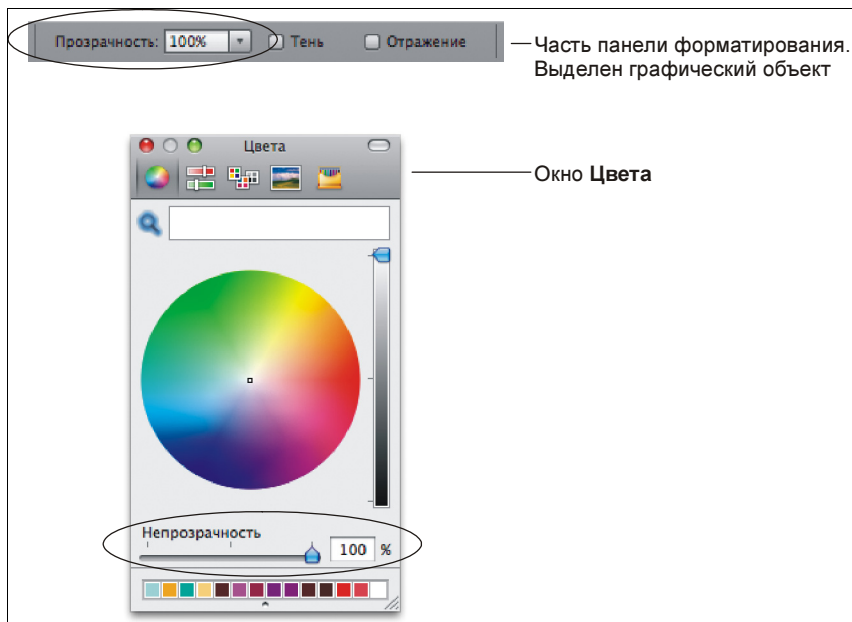 Прозрачность: 100% Тень Отражение
Часть панели форматирования.
Выделен графический объект
Цвета
Окно Цвета
Непрозрачность
100 %